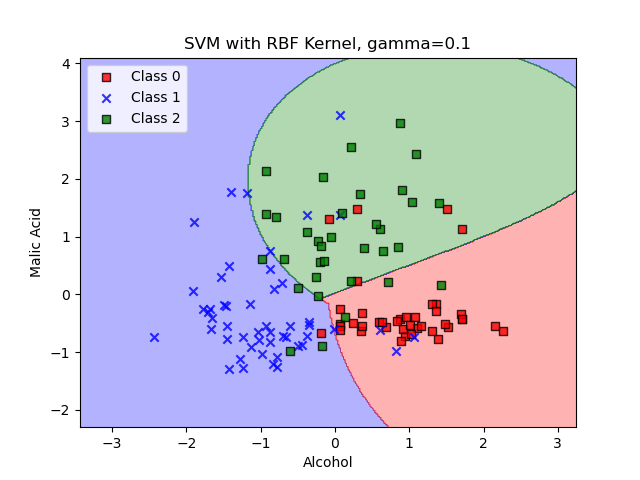 SVM with RBF Kernel, gamma=0.1
4
3
2
1
0
−1
−2
Malic Acid
Class 0
Class 1
Class 2
−3 −2 −1 0 1 2 3
Alcohol